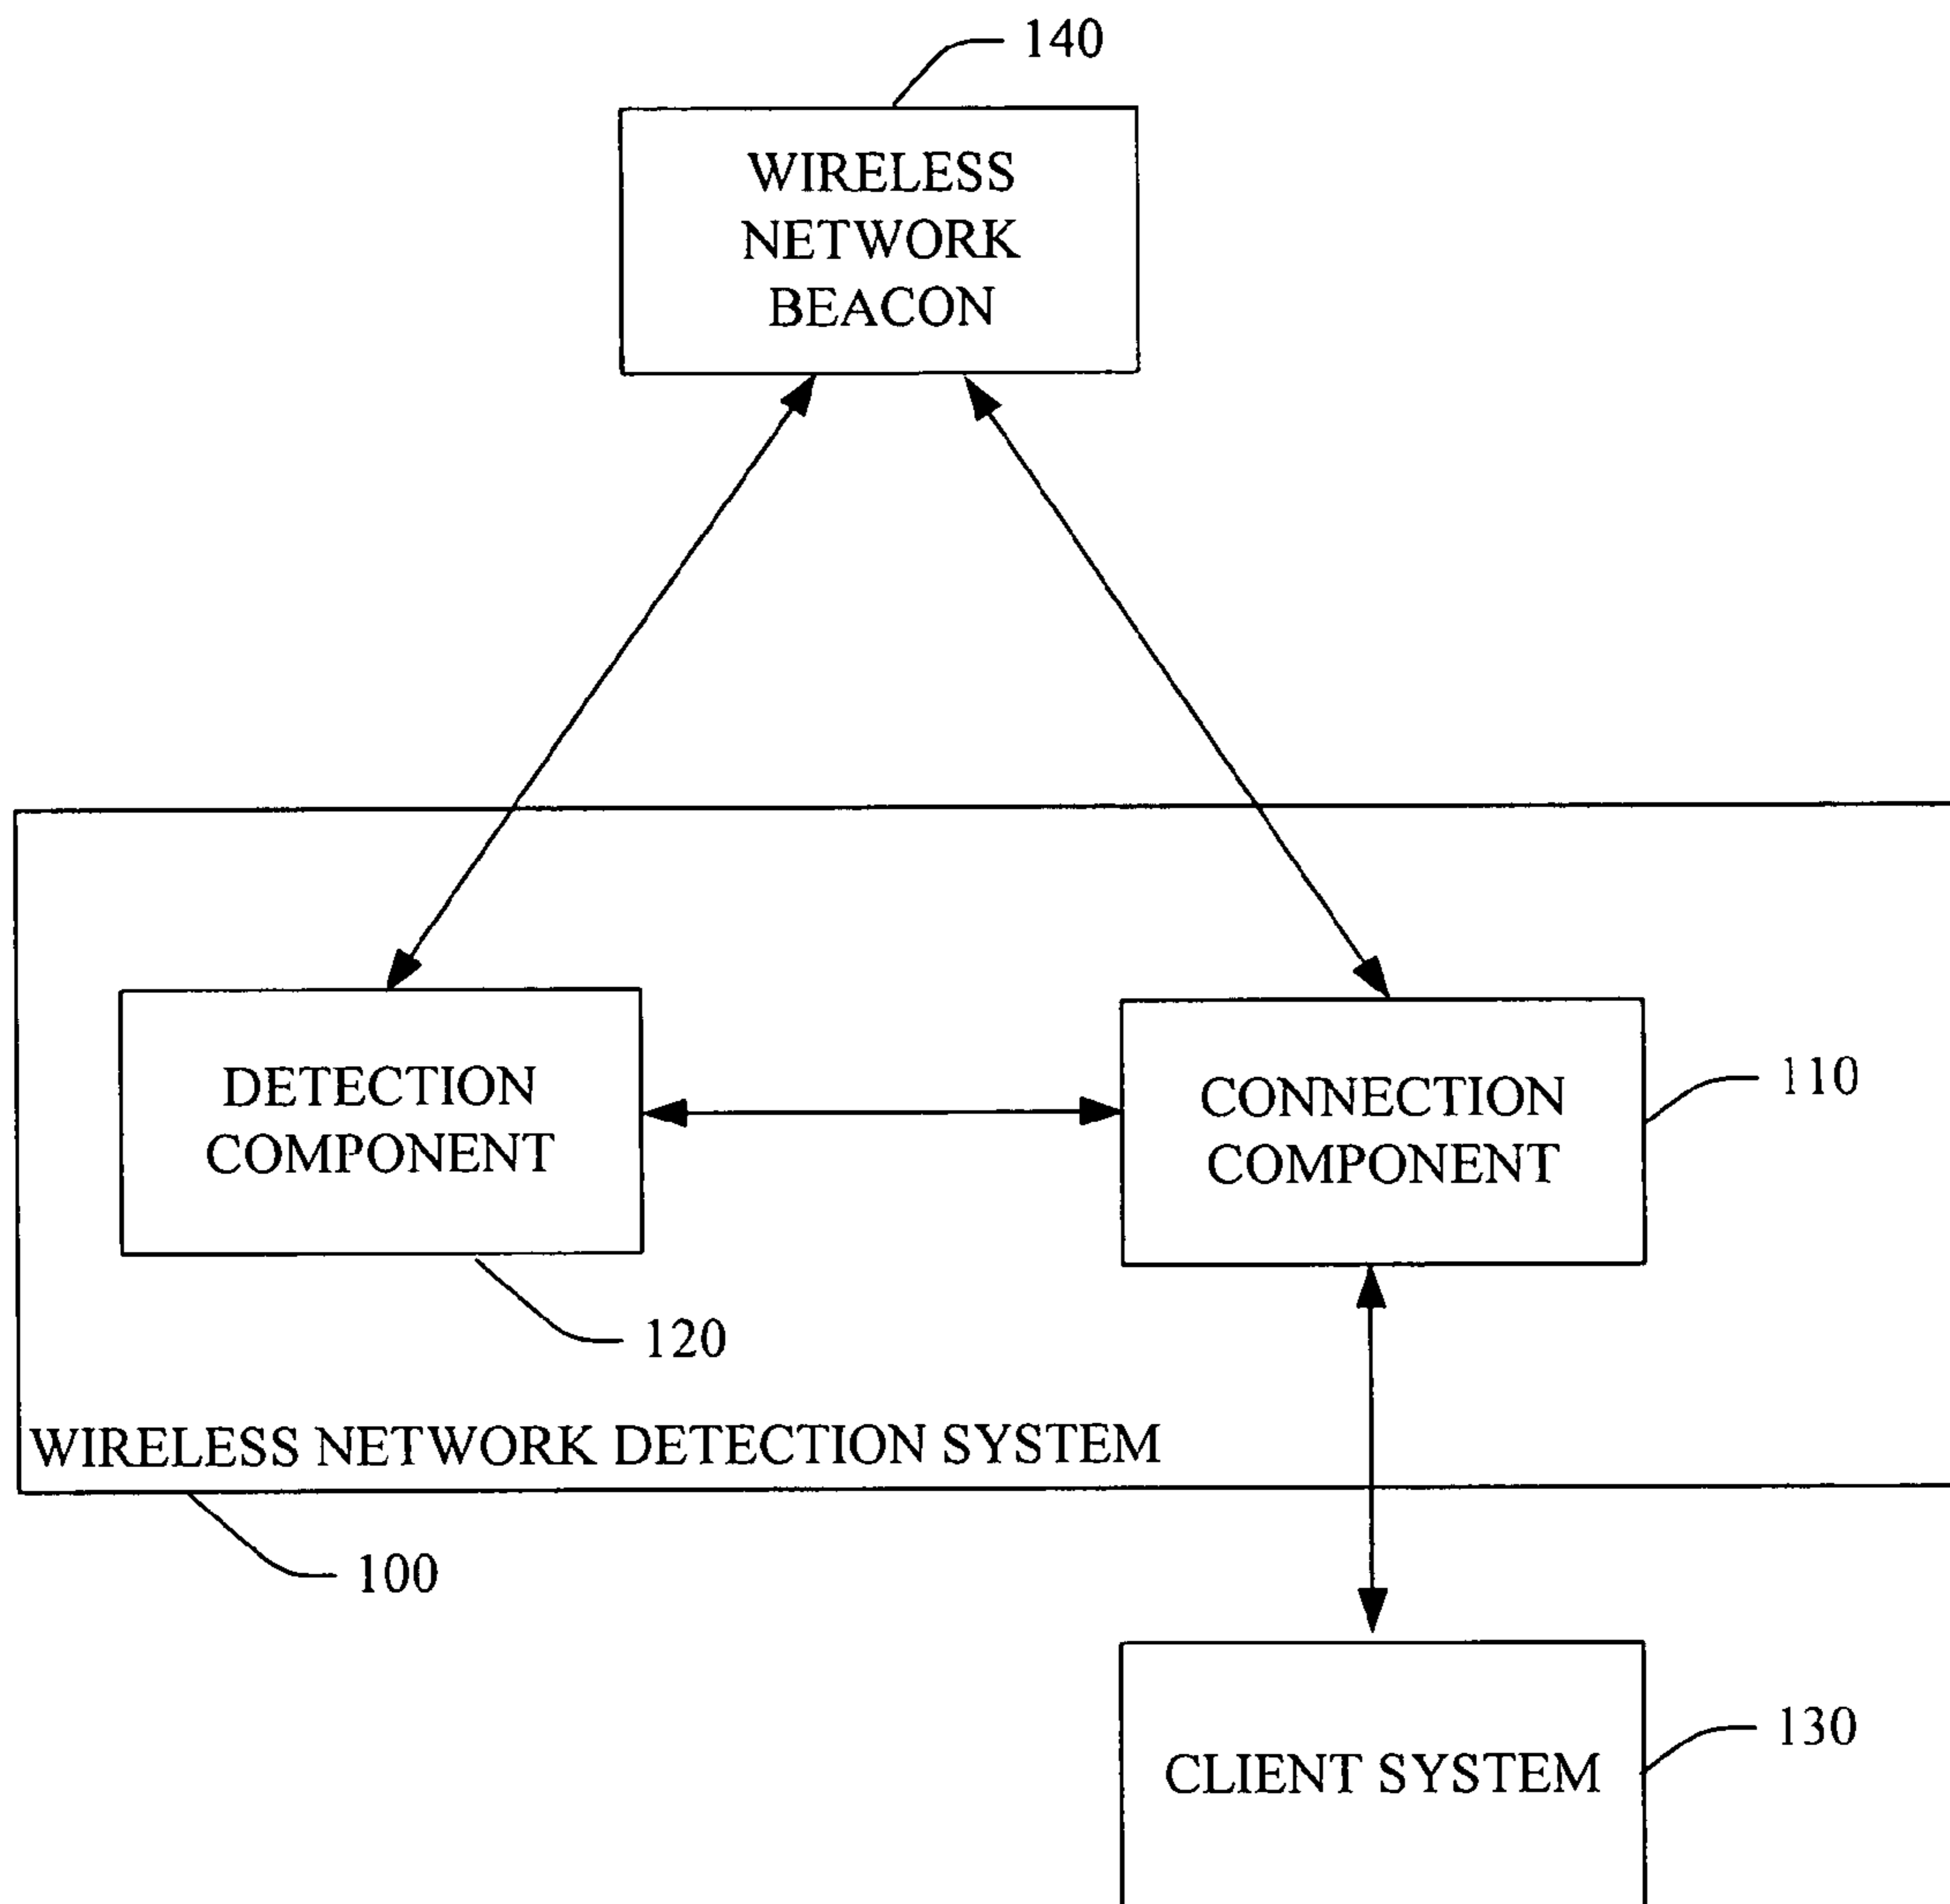 140
WIRELESS
NETWORK
BEACON
DETECTION
COMPONENT
CONNECTION
COMPONENT
110
120
WIRELESS NETWORK DETECTION SYSTEM
100
130
CLIENT SYSTEM